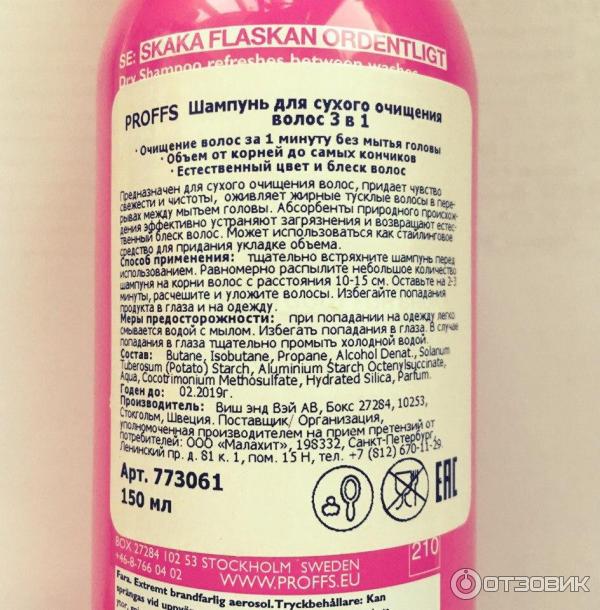 SE: SKAKA FLASKAN ORDENTLIGT
Dry Shampoo refreshes between washes
PROFFS Шампунь для сухого очищения
волос 3 в 1
· Очищение волос за 1 минуту без мытья головы
· Объем от корней до самых кончиков
· Естественный цвет и блеск волос
Предназначен для сухого очищения волос, придает чувство
свежести и чистоты, оживляет жирные тусклые волосы в пере-
рывах между мытьем головы. Абсорбенты природного происхож-
дения эффективно устраняют загрязнения и возвращают естес-
твенный блеск волос. Может использоваться как стайлинговое
средство для придания укладке объема.
Способ применения: тщательно встряхните шампунь перед
использованием. Равномерно распылите небольшое количество
шампуня на корни волос с расстояния 10-15 см. Оставьте на 2-3
минуты, расчешите и уложите волосы. Избегайте попадания
продукта в глаза и на одежду.
Меры предосторожности: при попадании на одежду легко
смывается водой с мылом. Избегать попадания в глаза. В случае
попадания в глаза тщательно промыть холодной водой.
Состав: Butane, Isobutane, Propane, Alcohol Denat., Solanum
Tuberosum (Potato) Starch, Aluminium Starch Octenylsuccinate,
Aqua, Cocotrimonium Methosulfate, Hydrated Silica, Parfum.
Годен до: 02.2019г.
Производитель: Виш энд Вэй АВ, Бокс 27284, 10253,
Стокгольм, Швеция. Поставщик/ Организация,
уполномоченная производителем на прием претензий от
потребителей: ООО «Малахит», 198332, Санкт-Петербург,
Ленинский пр. д. 81 к. 1, пом. 15 Н, тел. +7 (812) 670-11-29.
Арт. 773061
150 мл
EAC
BOX 27284 102 53 STOCKHOLM SWEDEN
+46-8-766 04 02
WWW.PROFFS.EU
210
Fara. Extremt brandfarlig aerosol. Tryckbehållare: Kan
sprängas vid
ОТЗОВИК